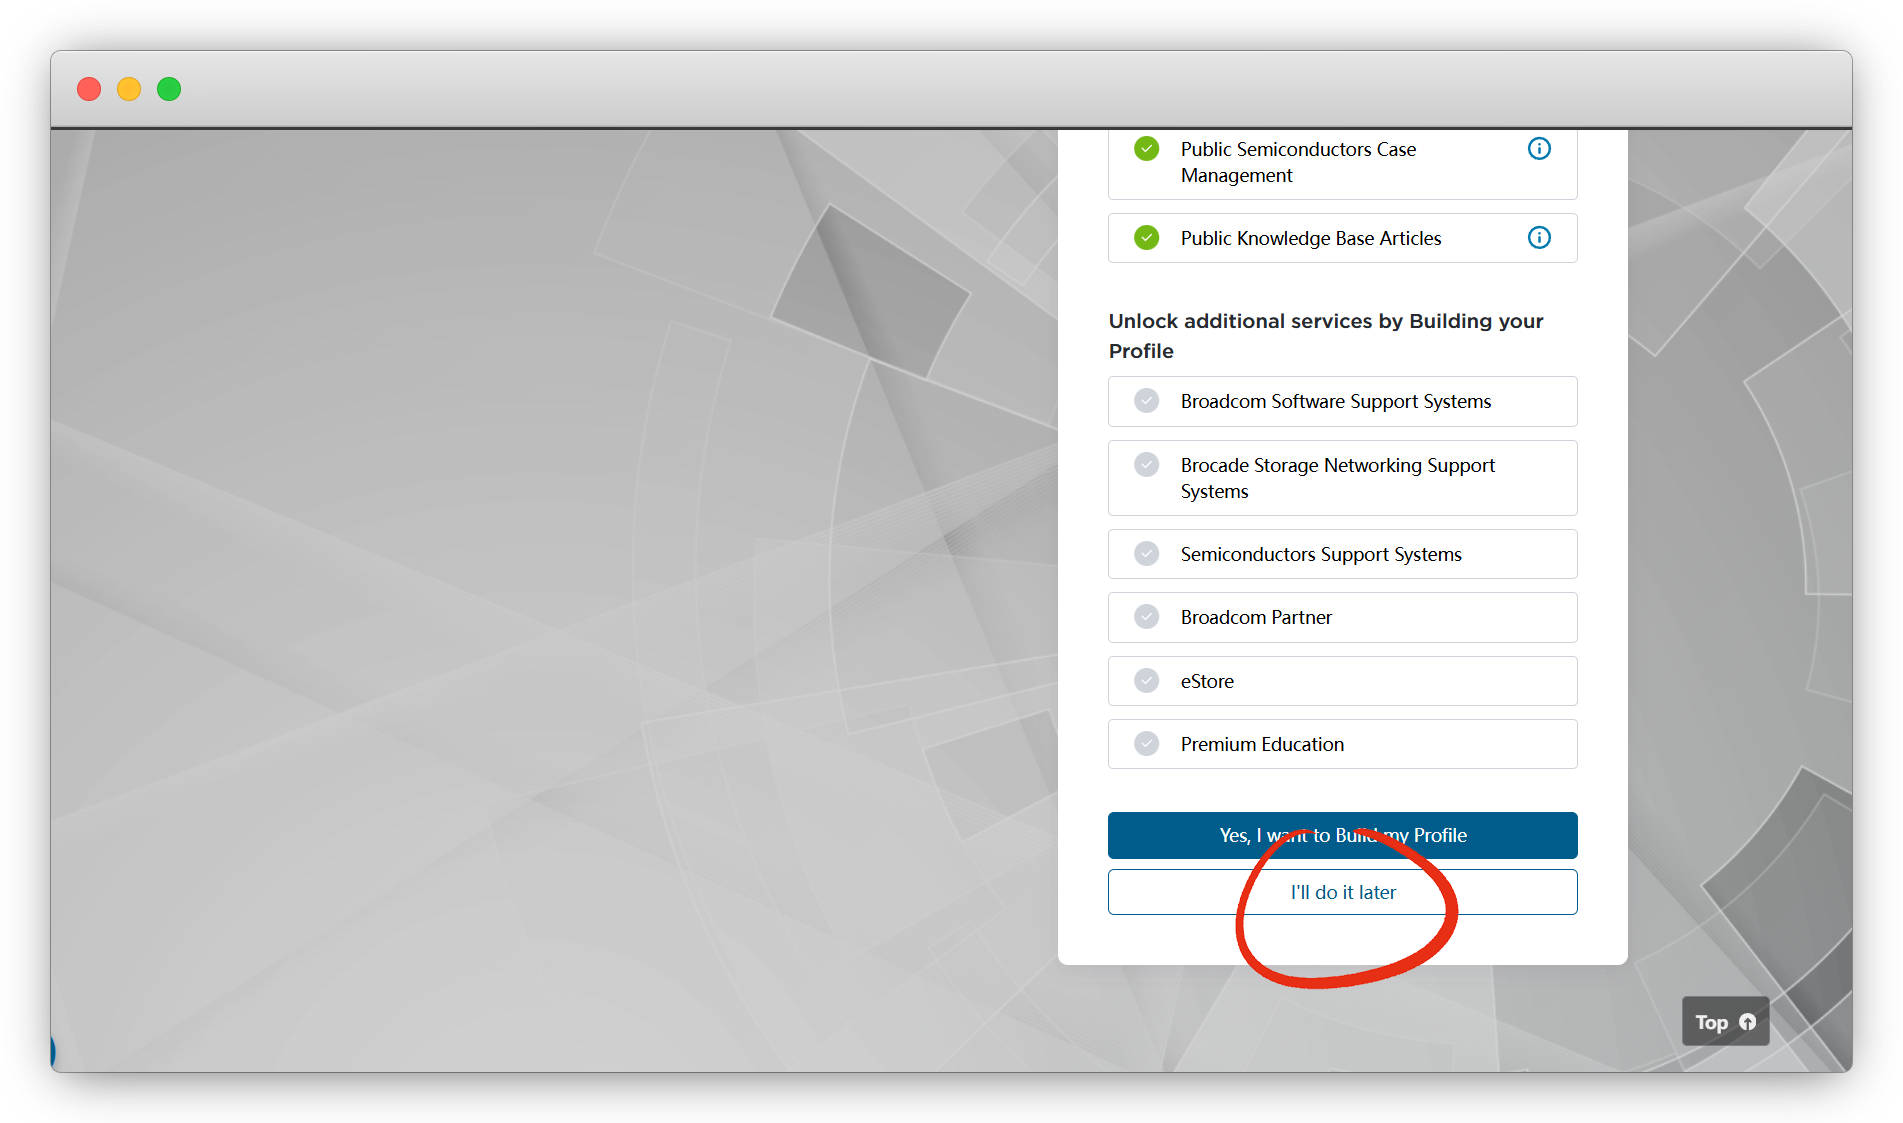 Public Semiconductors Case
Management
Public Knowledge Base Articles
Unlock additional services by Building your
Profile
Broadcom Software Support Systems
Brocade Storage Networking Support
Systems
Semiconductors Support Systems
Broadcom Partner
eStore
Premium Education
Yes, I want to Build my Profile
I'll do it later
Top